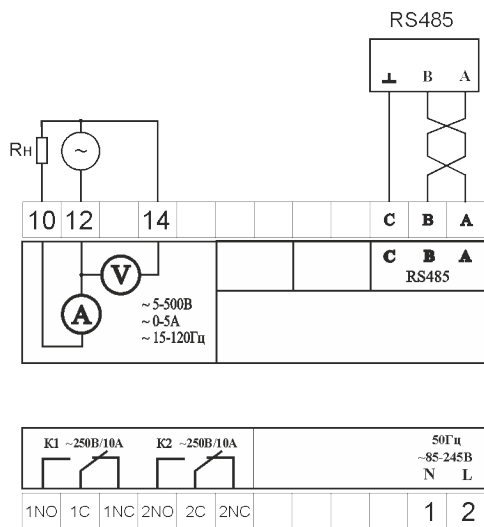 RS485
⊥ B A
Rн
~
10 12 14 C B A
C B A
RS485
V
A
~ 5-500В
~ 0-5А
~ 15-120Гц
K1 ~250В/10А K2 ~250В/10А
50Гц
~85-245В
N L
1NO 1C 1NC 2NO 2C 2NC 1 2